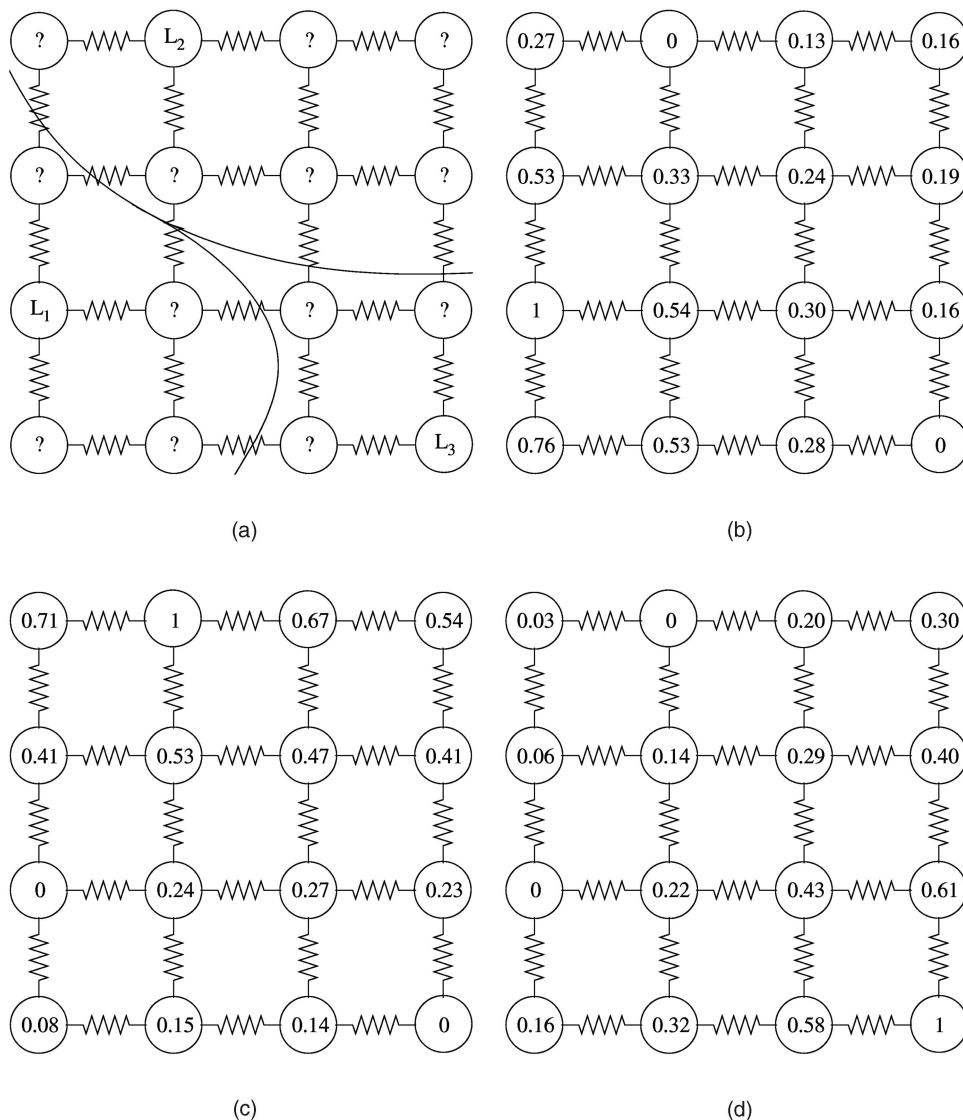 ? L₂ ? ? 0.27 0 0.13 0.16
? ? ? ? 0.53 0.33 0.24 0.19
L₁ ? ? ? 1 0.54 0.30 0.16
? ? ? L₃ 0.76 0.53 0.28 0
(a) (b)
0.71 1 0.67 0.54 0.03 0 0.20 0.30
0.41 0.53 0.47 0.41 0.06 0.14 0.29 0.40
0 0.24 0.27 0.23 0 0.22 0.43 0.61
0.08 0.15 0.14 0 0.16 0.32 0.58 1
(c) (d)